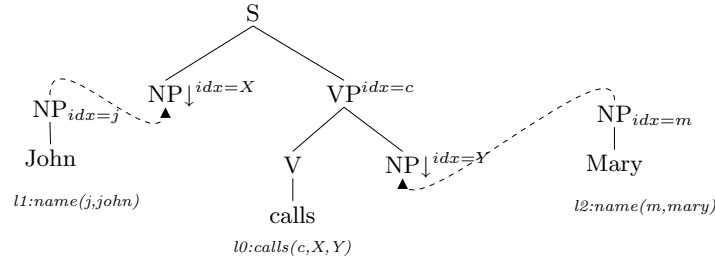 S
NP↓idx=X
VPidx=c
NPidx=j
NPidx=m
John
V
NP↓idx=Y
Mary
l1:name(j,john)
calls
l2:name(m,mary)
l0:calls(c,X,Y)